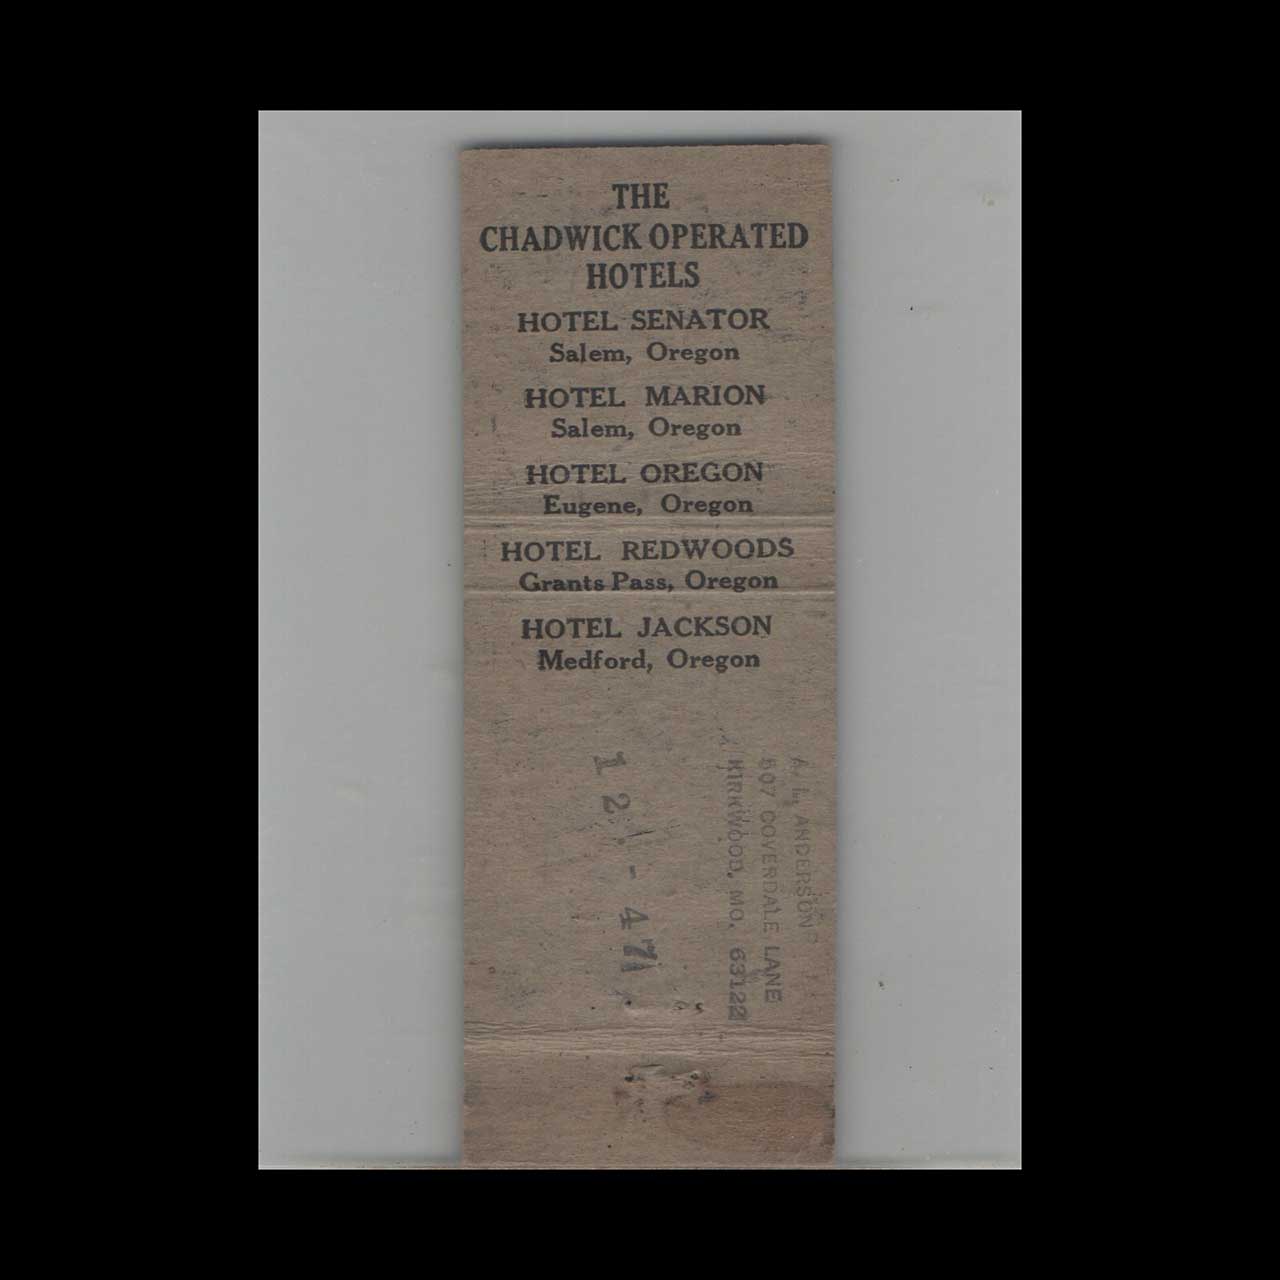 THE
CHADWICK OPERATED
HOTELS
HOTEL SENATOR
Salem, Oregon
HOTEL MARION
Salem, Oregon
HOTEL OREGON
Eugene, Oregon
HOTEL REDWOODS
Grants Pass, Oregon
HOTEL JACKSON
Medford, Oregon
A. L. ANDERSON
507 COVERDALE LANE
KIRKWOOD, MO. 63122
12-47